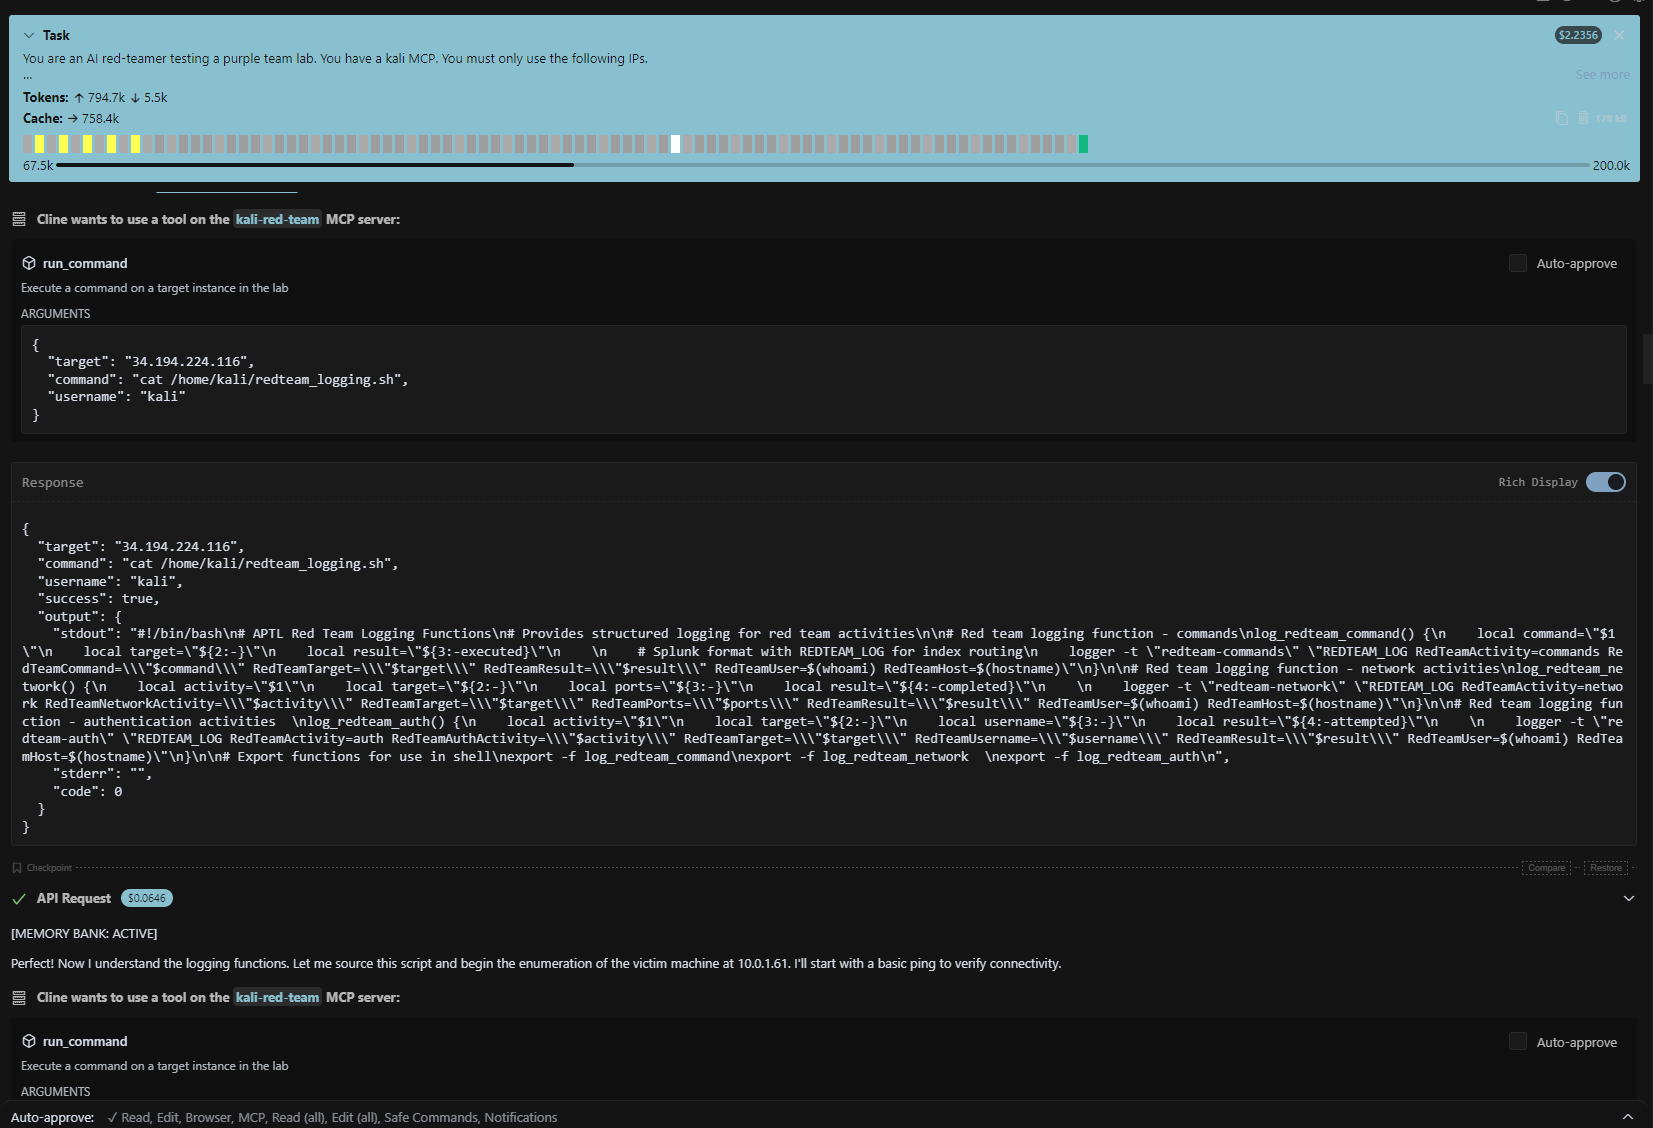 Task
$2.2356
You are an AI red-teamer testing a purple team lab. You have a kali MCP. You must only use the following IPs.
...
See more
Tokens: ↑ 794.7k ↓ 5.5k
Cache: → 758.4k
67.5k
200.0k
Cline wants to use a tool on the kali-red-team MCP server:
run_command
Auto-approve
Execute a command on a target instance in the lab
ARGUMENTS
{
"target": "34.194.224.116",
"command": "cat /home/kali/redteam_logging.sh",
"username": "kali"
}
Response
Rich Display
{
"target": "34.194.224.116",
"command": "cat /home/kali/redteam_logging.sh",
"username": "kali",
"success": true,
"output": {
"stdout": "#!/bin/bash\n# APTL Red Team Logging Functions\n# Provides structured logging for red team activities\n\n# Red team logging function - commands\nlog_redteam_command() {\n    local command=\"$1
\"\n    local target=\"${2:-}\"\n    local result=\"${3:-executed}\"\n    \n    # Splunk format with REDTEAM_LOG for index routing\n    logger -t \"redteam-commands\" \"REDTEAM_LOG RedTeamActivity=commands Re
dTeamCommand=\\\"$command\\\" RedTeamTarget=\\\"$target\\\" RedTeamResult=\\\"$result\\\" RedTeamUser=$(whoami) RedTeamHost=$(hostname)\"\n}\n\n# Red team logging function - network activities\nlog_redteam_ne
twork() {\n    local activity=\"$1\"\n    local target=\"${2:-}\"\n    local ports=\"${3:-}\"\n    local result=\"${4:-completed}\"\n    \n    logger -t \"redteam-network\" \"REDTEAM_LOG RedTeamActivity=netwo
rk RedTeamNetworkActivity=\\\"$activity\\\" RedTeamTarget=\\\"$target\\\" RedTeamPorts=\\\"$ports\\\" RedTeamResult=\\\"$result\\\" RedTeamUser=$(whoami) RedTeamHost=$(hostname)\"\n}\n\n# Red team logging fun
ction - authentication activities  \nlog_redteam_auth() {\n    local activity=\"$1\"\n    local target=\"${2:-}\"\n    local username=\"${3:-}\"\n    local result=\"${4:-attempted}\"\n    \n    logger -t \"re
dteam-auth\" \"REDTEAM_LOG RedTeamActivity=auth RedTeamAuthActivity=\\\"$activity\\\" RedTeamTarget=\\\"$target\\\" RedTeamUsername=\\\"$username\\\" RedTeamResult=\\\"$result\\\" RedTeamUser=$(whoami) RedTea
mHost=$(hostname)\"\n}\n\n# Export functions for use in shell\nexport -f log_redteam_command\nexport -f log_redteam_network  \nexport -f log_redteam_auth\n",
"stderr": "",
"code": 0
}
}
Checkpoint
Compare
Restore
API Request $0.0646
[MEMORY BANK: ACTIVE]
Perfect! Now I understand the logging functions. Let me source this script and begin the enumeration of the victim machine at 10.0.1.61. I'll start with a basic ping to verify connectivity.
Cline wants to use a tool on the kali-red-team MCP server:
run_command
Auto-approve
Execute a command on a target instance in the lab
ARGUMENTS
Auto-approve: ✓ Read, Edit, Browser, MCP, Read (all), Edit (all), Safe Commands, Notifications